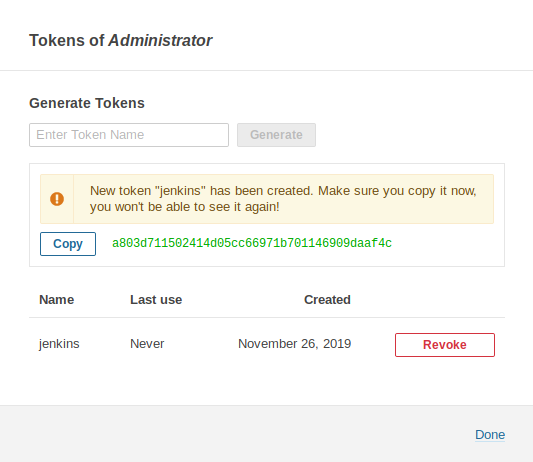 Tokens of Administrator
Generate Tokens
Enter Token Name
Generate
New token "jenkins" has been created. Make sure you copy it now,
you won't be able to see it again!
Copy
a803d711502414d05cc66971b701146909daaf4c
Name Last use Created
jenkins Never November 26, 2019 Revoke
Done